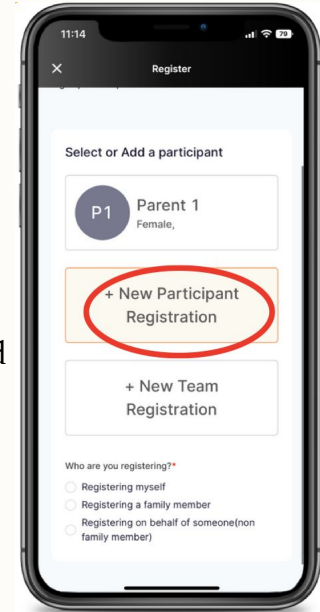 11:14
79
× Register
Select or Add a participant
P1
Parent 1
Female,
+ New Participant
Registration
+ New Team
Registration
Who are you registering?*
Registering myself
Registering a family member
Registering on behalf of someone(non
family member)